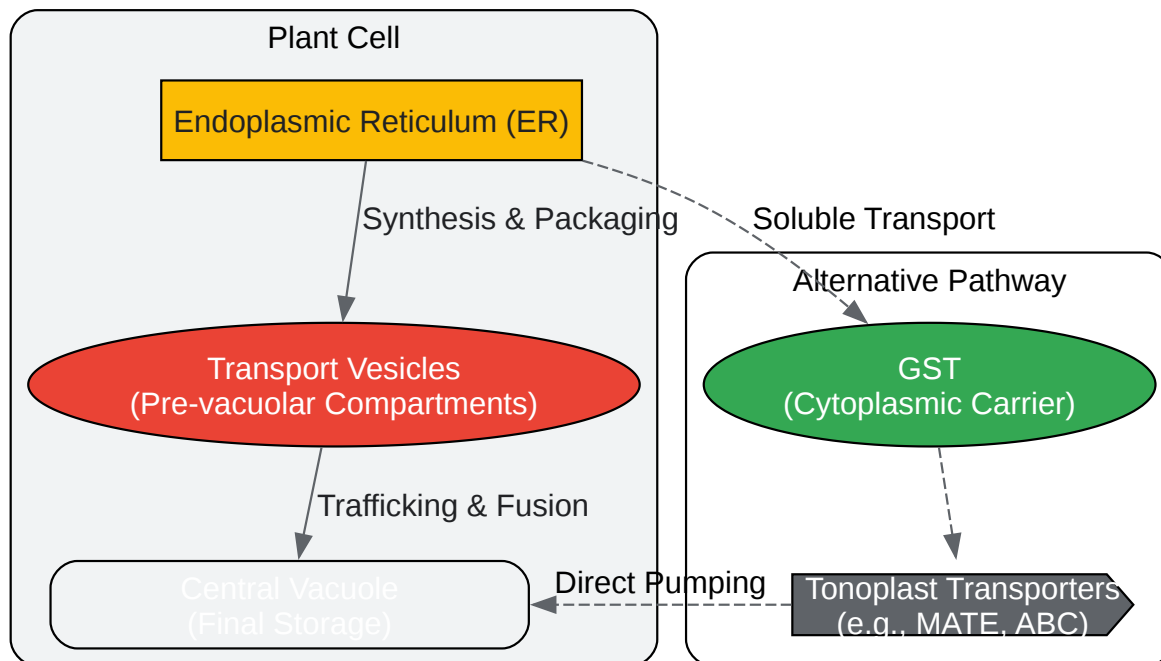 Plant Cell
Endoplasmic Reticulum (ER)
Synthesis & Packaging
Soluble Transport
Alternative Pathway
Transport Vesicles
(Pre-vacuolar Compartments)
GST
(Cytoplasmic Carrier)
Trafficking & Fusion
Central Vacuole
(Final Storage)
Direct Pumping
Tonoplast Transporters
(e.g., MATE, ABC)